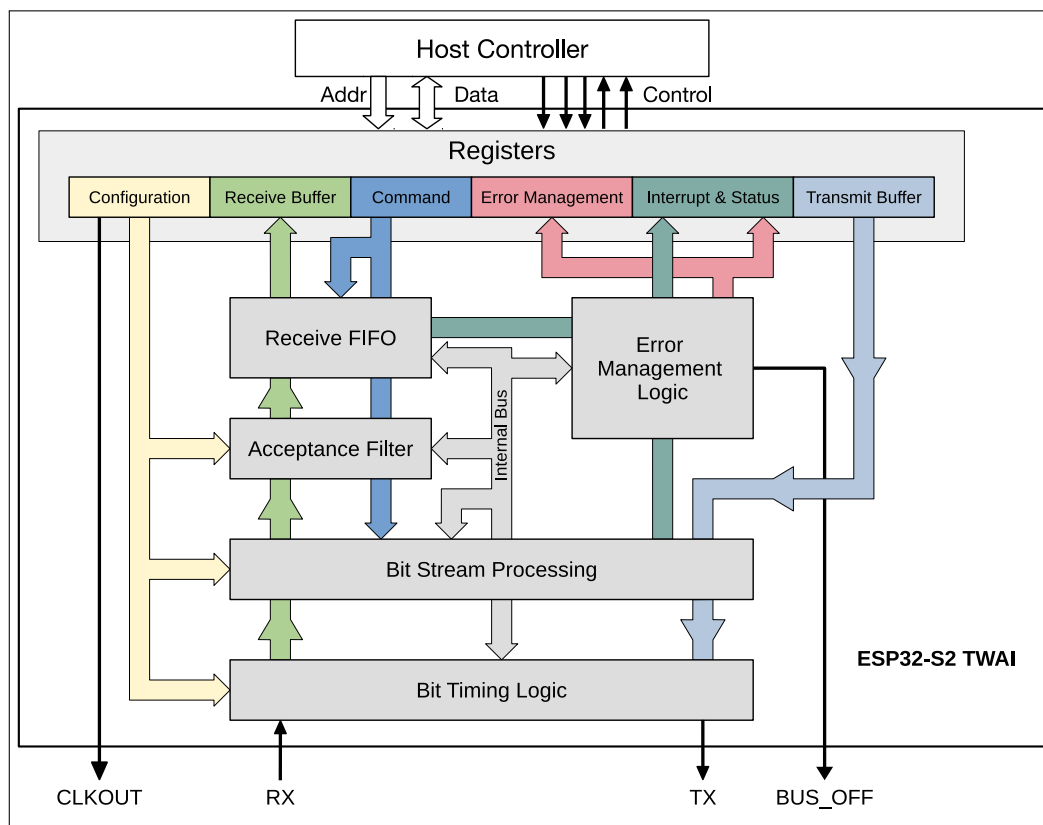 Host Controller
Addr
Data
Control
Registers
Configuration
Receive Buffer
Command
Error Management
Interrupt & Status
Transmit Buffer
Receive FIFO
Error
Management
Logic
Internal Bus
Acceptance Filter
Bit Stream Processing
Bit Timing Logic
ESP32-S2 TWAI
CLKOUT
RX
TX
BUS_OFF